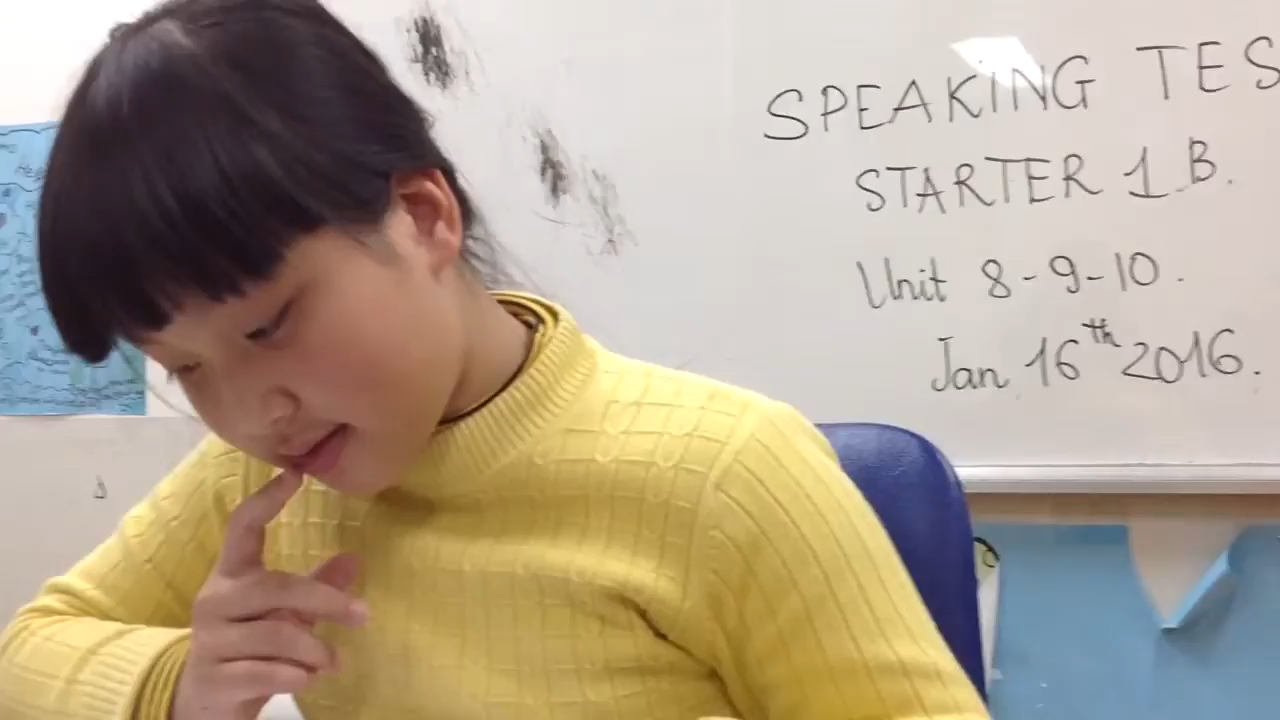 SPEAKING TES
STARTER 1 B.
Unit 8-9-10.
Jan 16th 2016.